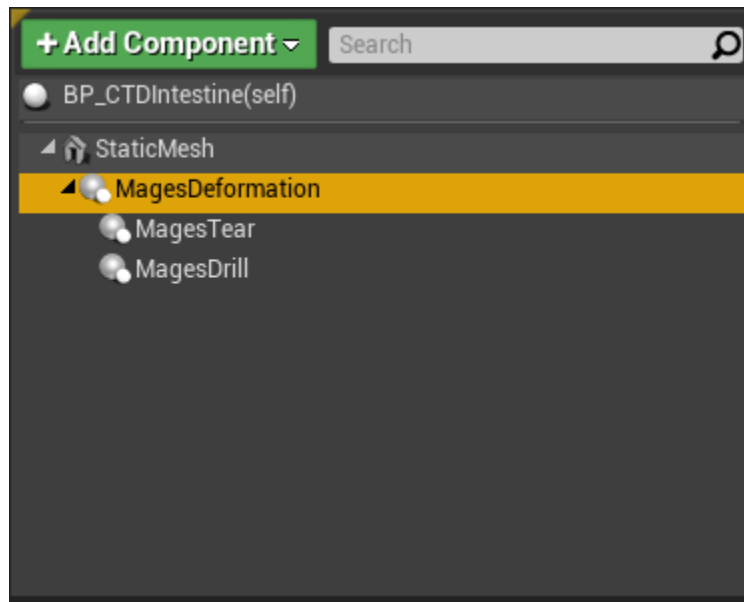 + Add Component
Search
BP_CTDIntestine(self)
StaticMesh
MagesDeformation
MagesTear
MagesDrill